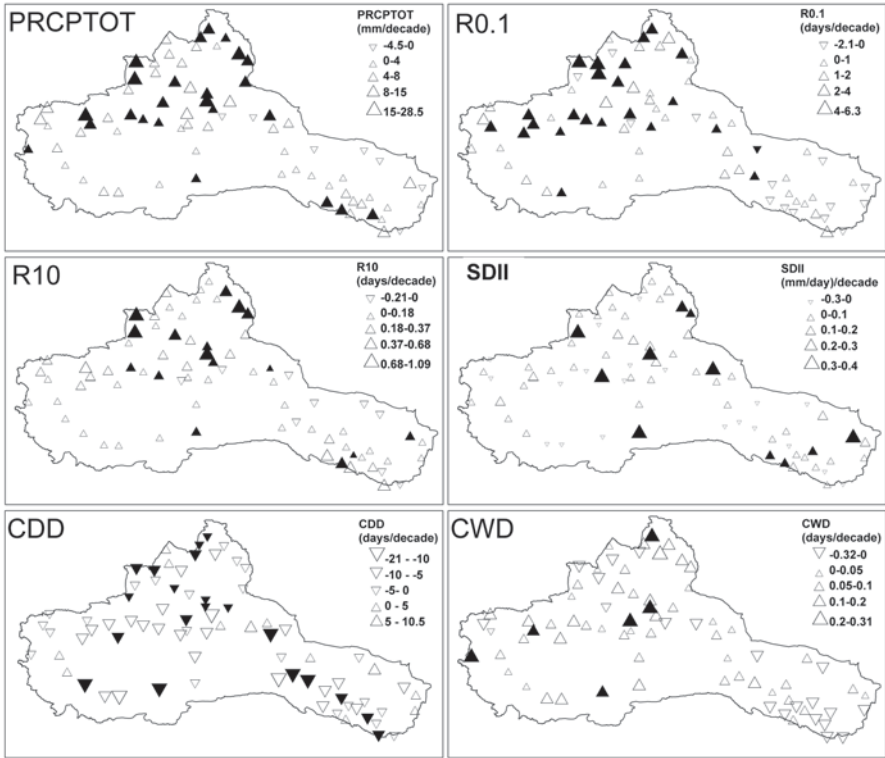 PRCPTOT
PRCPTOT
(mm/decade)
-4.5-0
0-4
4-8
8-15
15-28.5
R0.1
R0.1
(days/decade)
-2.1-0
0-1
1-2
2-4
4-6.3
R10
R10
(days/decade)
-0.21-0
0-0.18
0.18-0.37
0.37-0.68
0.68-1.09
SDII
SDII
(mm/day)/decade
-0.3-0
0-0.1
0.1-0.2
0.2-0.3
0.3-0.4
CDD
CDD
(days/decade)
-21 - -10
-10 - -5
-5- 0
0 - 5
5 - 10.5
CWD
CWD
(days/decade)
-0.32-0
0-0.05
0.05-0.1
0.1-0.2
0.2-0.31